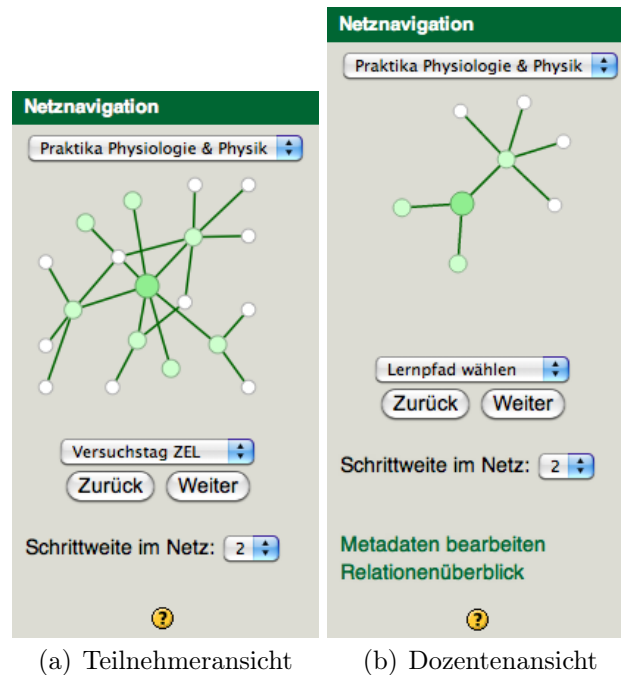 Netznavigation
Praktika Physiologie & Physik
Versuchstag ZEL
Zurück Weiter
Schrittweite im Netz: 2
?
(a) Teilnehmeransicht
Netznavigation
Praktika Physiologie & Physik
Lernpfad wählen
Zurück Weiter
Schrittweite im Netz: 2
Metadaten bearbeiten
Relationenüberblick
?
(b) Dozentenansicht